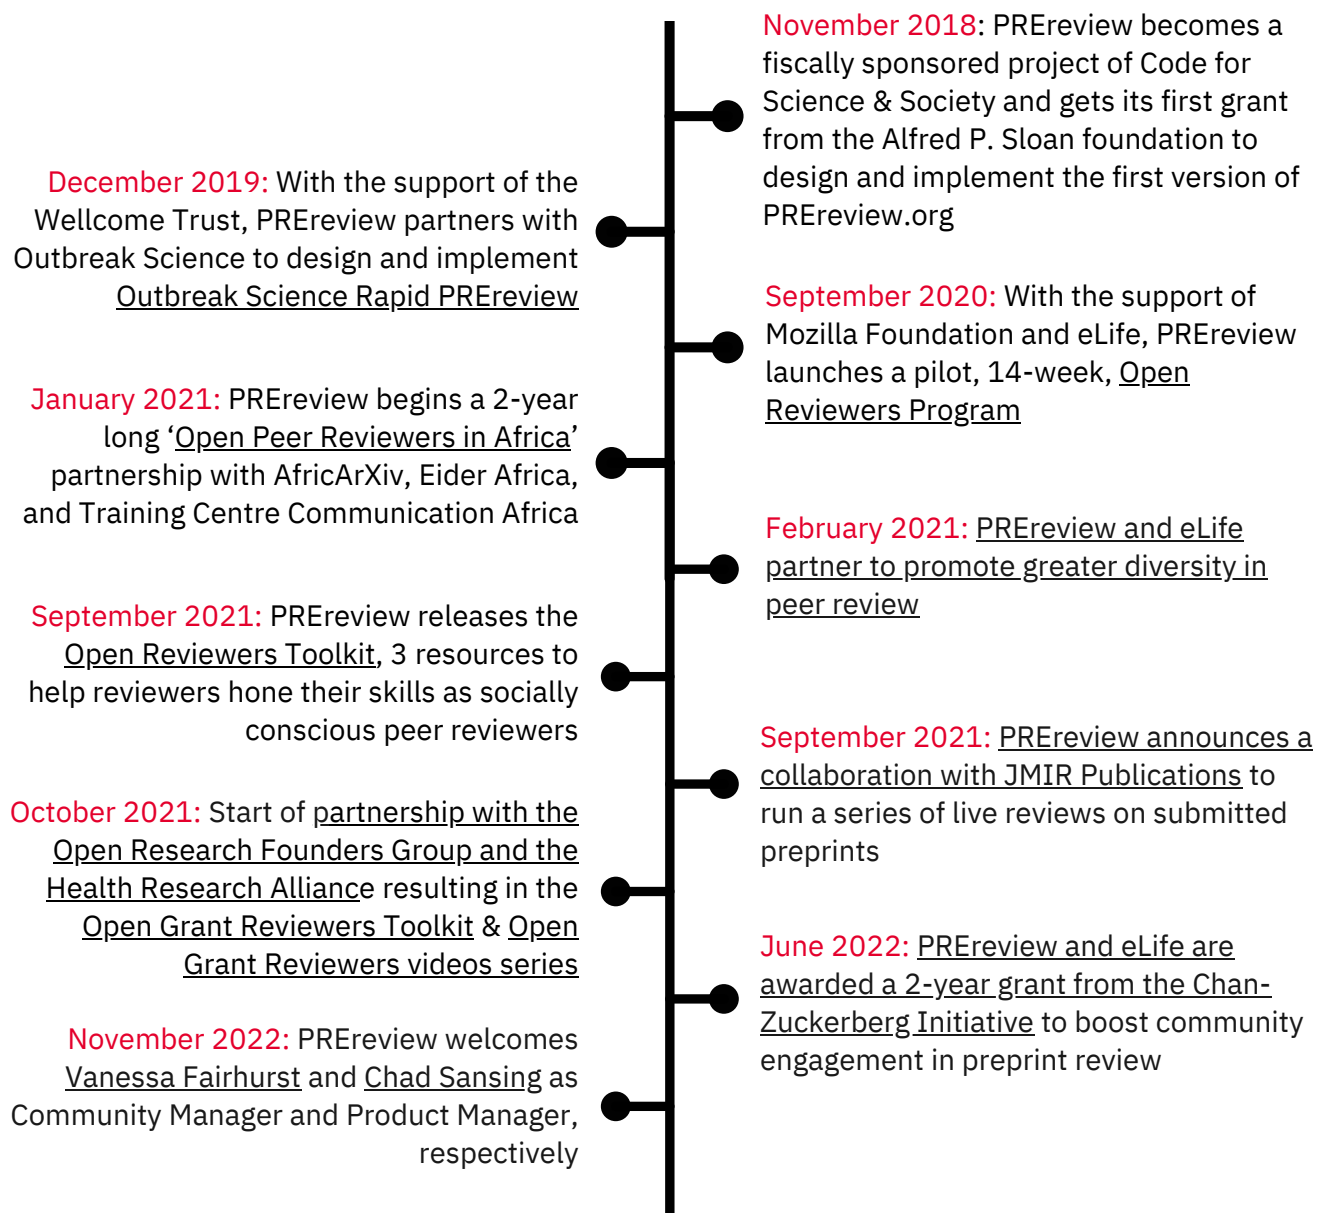 November 2018: PREreview becomes a
fiscally sponsored project of Code for
Science & Society and gets its first grant
from the Alfred P. Sloan foundation to
design and implement the first version of
PREreview.org
December 2019: With the support of the
Wellcome Trust, PREreview partners with
Outbreak Science to design and implement
Outbreak Science Rapid PREreview
September 2020: With the support of
Mozilla Foundation and eLife, PREreview
launches a pilot, 14-week, Open
Reviewers Program
January 2021: PREreview begins a 2-year
long ‘Open Peer Reviewers in Africa’
partnership with AfricArXiv, Eider Africa,
and Training Centre Communication Africa
February 2021: PREreview and eLife
partner to promote greater diversity in
peer review
September 2021: PREreview releases the
Open Reviewers Toolkit, 3 resources to
help reviewers hone their skills as socially
conscious peer reviewers
September 2021: PREreview announces a
collaboration with JMIR Publications to
run a series of live reviews on submitted
preprints
October 2021: Start of partnership with the
Open Research Founders Group and the
Health Research Alliance resulting in the
Open Grant Reviewers Toolkit & Open
Grant Reviewers videos series
June 2022: PREreview and eLife are
awarded a 2-year grant from the Chan-
Zuckerberg Initiative to boost community
engagement in preprint review
November 2022: PREreview welcomes
Vanessa Fairhurst and Chad Sansing as
Community Manager and Product Manager,
respectively